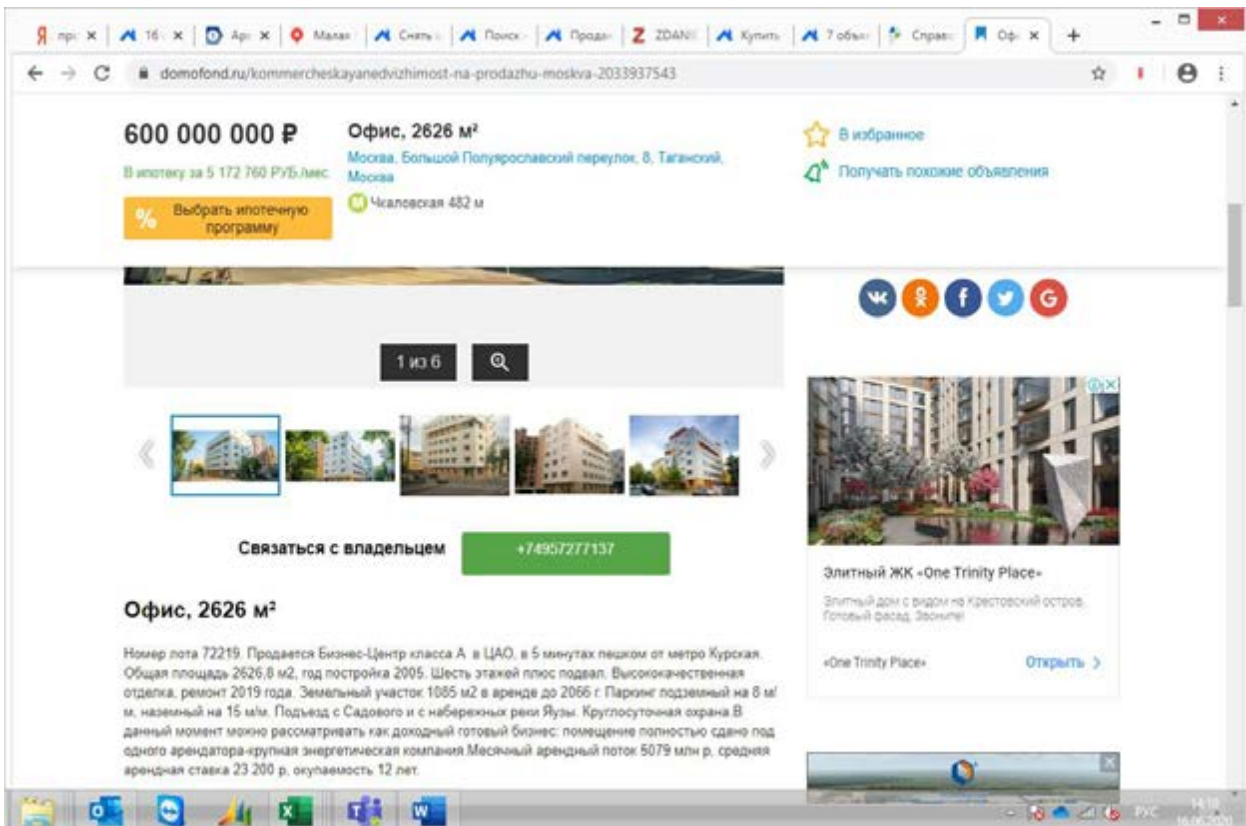 domofond.ru/kommercheskayanedvizhimost-na-prodazhu-moskva-2033937543
600 000 000 ₽
В ипотеку за 5 172 760 РУБ./мес.
% Выбрать ипотечную
программу
Офис, 2626 м²
Москва, Большой Полуярославский переулок, 8, Таганский,
Москва
М Чкаловская 482 м
В избранное
Получать похожие объявления
1 из 6
Связаться с владельцем
+74957277137
Офис, 2626 м²
Номер лота 72219. Продается Бизнес-Центр класса А в ЦАО, в 5 минутах пешком от метро Курская.
Общая площадь 2626,8 м2, год постройка 2005. Шесть этажей плюс подвал. Высококачественная
отделка, ремонт 2019 года. Земельный участок 1085 м2 в аренде до 2066 г. Паркинг подземный на 8 м/
м, наземный на 15 м/м. Подъезд с Садового и с набережных реки Яузы. Круглосуточная охрана.В
данный момент можно рассматривать как доходный готовый бизнес: помещение полностью сдано под
одного арендатора-крупная энергетическая компания.Месячный арендный поток 5079 млн р, средняя
арендная ставка 23 200 р, окупаемость 12 лет.
Элитный ЖК «One Trinity Place»
Элитный дом с видом на Крестовский остров.
Готовый фасад. Звоните!
«One Trinity Place»
Открыть >
РУС
14:18
16.06.2020